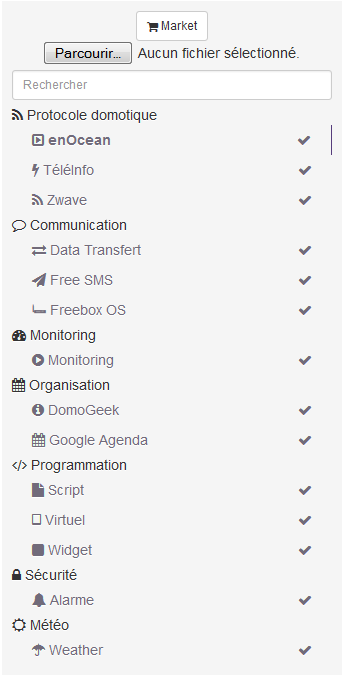 Market
Parcourir... Aucun fichier sélectionné.
Rechercher
Protocole domotique
enOcean
TéléInfo
Zwave
Communication
Data Transfert
Free SMS
Freebox OS
Monitoring
Monitoring
Organisation
DomoGeek
Google Agenda
Programmation
Script
Virtuel
Widget
Sécurité
Alarme
Météo
Weather